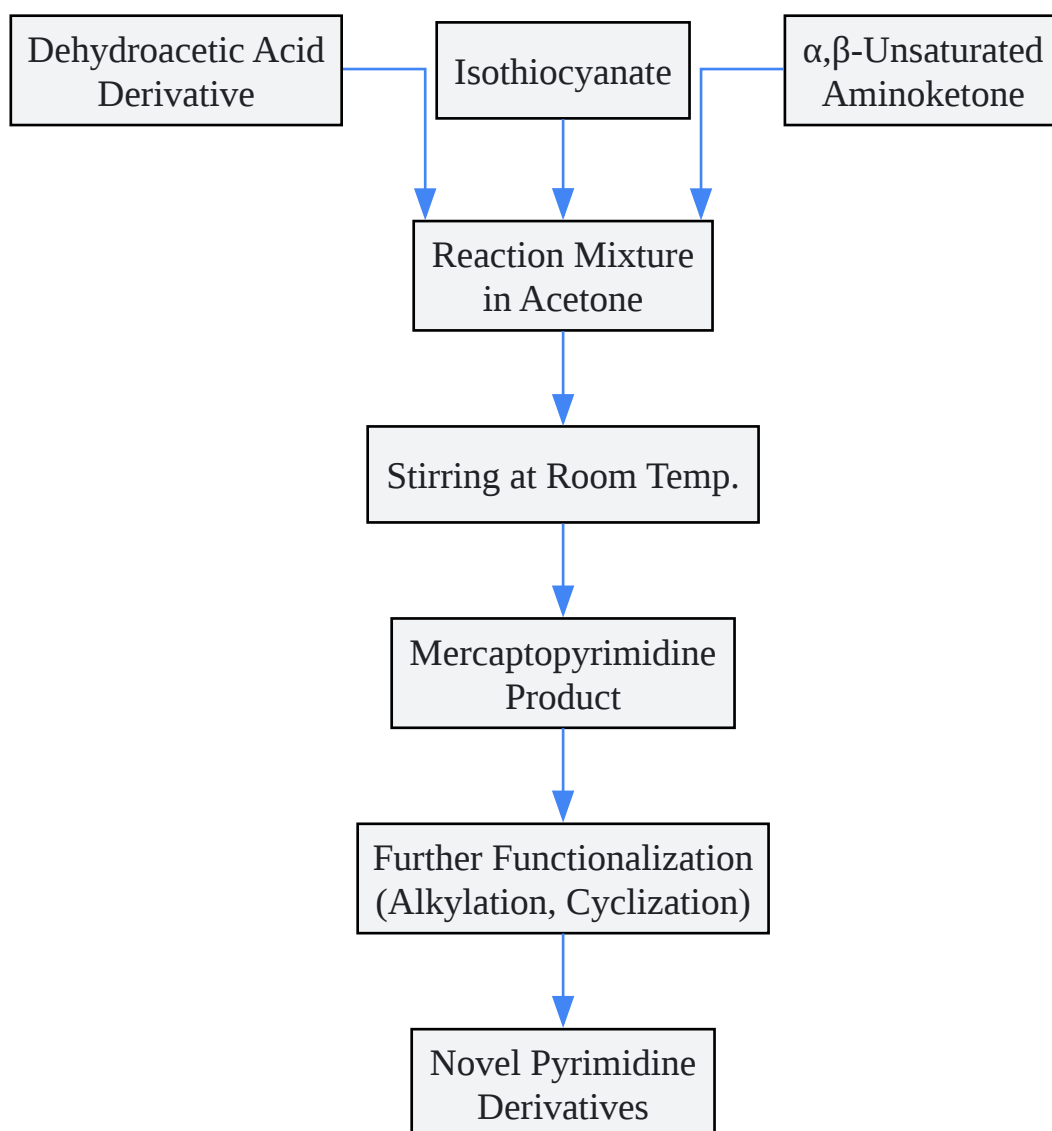 Dehydroacetic Acid
Derivative
Isothiocyanate
α,β-Unsaturated
Aminoketone
Reaction Mixture
in Acetone
Stirring at Room Temp.
Mercaptopyrimidine
Product
Further Functionalization
(Alkylation, Cyclization)
Novel Pyrimidine
Derivatives